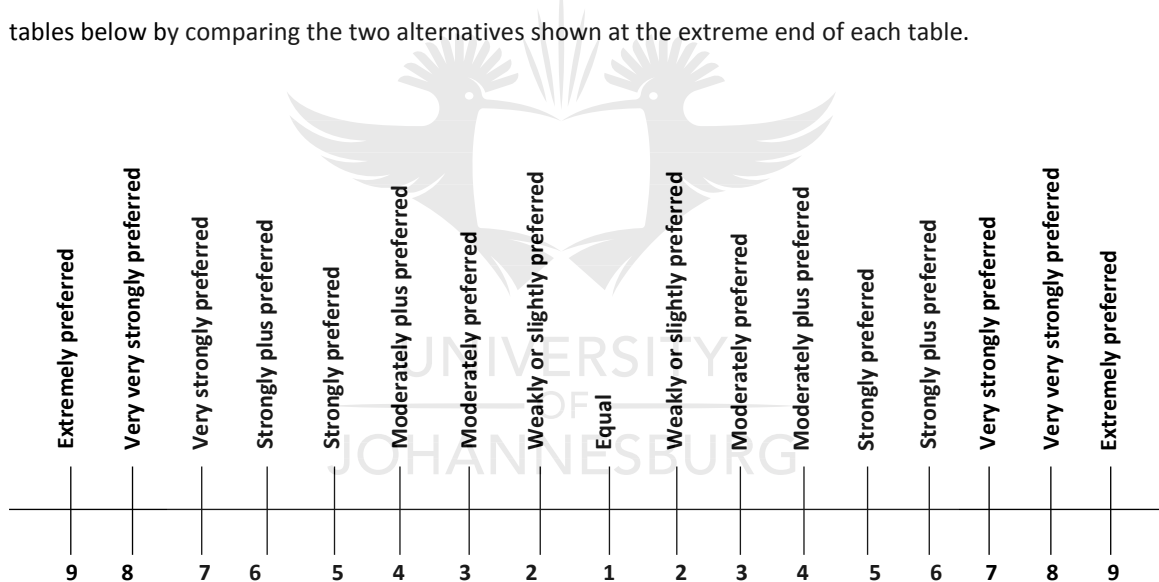 tables below by comparing the two alternatives shown at the extreme end of each table.
Extremely preferred
Very very strongly preferred
Very strongly preferred
Strongly plus preferred
Strongly preferred
Moderately plus preferred
Moderately preferred
Weakly or slightly preferred
Equal
Weakly or slightly preferred
Moderately preferred
Moderately plus preferred
Strongly preferred
Strongly plus preferred
Very strongly preferred
Very very strongly preferred
Extremely preferred
UNIVERSITY
OF
JOHANNESBURG
9 8 7 6 5 4 3 2 1 2 3 4 5 6 7 8 9